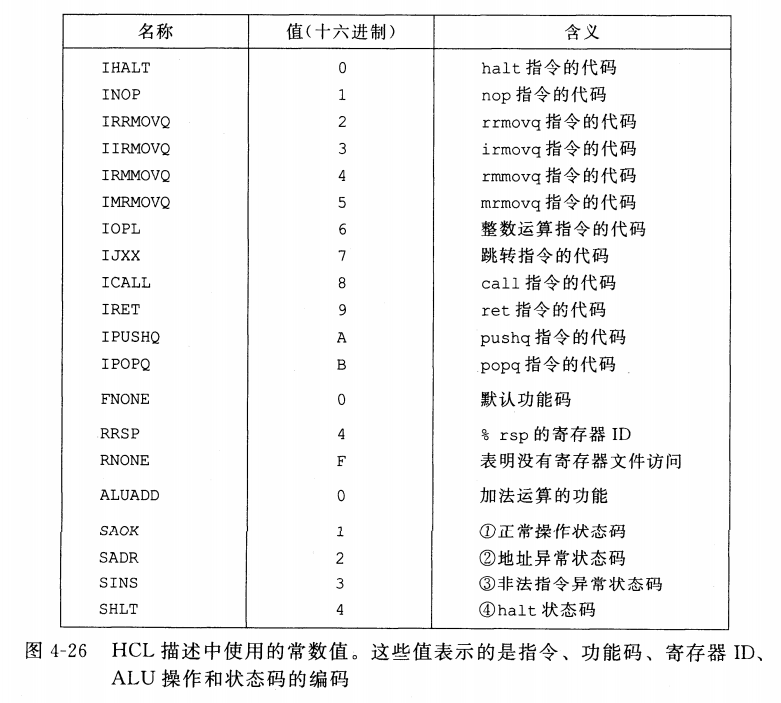 名称 值(十六进制) 含义
IHALT 0 halt 指令的代码
INOP 1 nop 指令的代码
IRRMOVQ 2 rrmovq 指令的代码
IIRMOVQ 3 irmovq 指令的代码
IRMMOVQ 4 rmmovq 指令的代码
IMRMOVQ 5 mrmovq 指令的代码
IOPL 6 整数运算指令的代码
IJXX 7 跳转指令的代码
ICALL 8 call 指令的代码
IRET 9 ret 指令的代码
IPUSHQ A pushq 指令的代码
IPOPQ B popq 指令的代码
FNONE 0 默认功能码
RRSP 4 % rsp 的寄存器 ID
RNONE F 表明没有寄存器文件访问
ALUADD 0 加法运算的功能
SAOK 1 ①正常操作状态码
SADR 2 ②地址异常状态码
SINS 3 ③非法指令异常状态码
SHLT 4 ④halt 状态码
图 4-26 HCL 描述中使用的常数值。这些值表示的是指令、功能码、寄存器 ID、
ALU 操作和状态码的编码